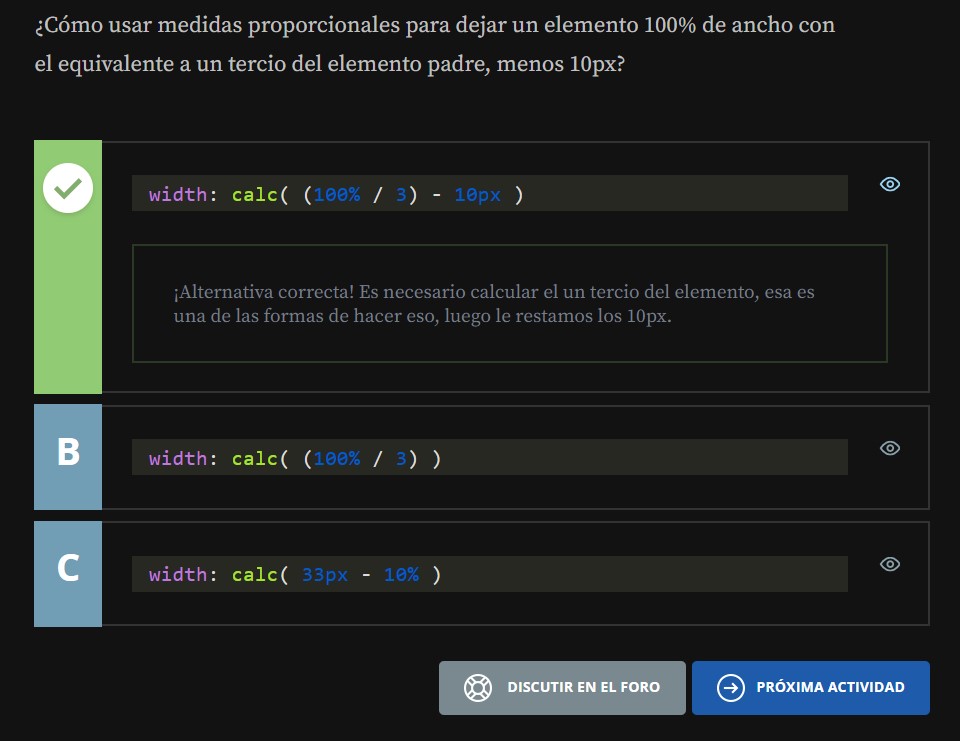 ¿Cómo usar medidas proporcionales para dejar un elemento 100% de ancho con
el equivalente a un tercio del elemento padre, menos 10px?
width: calc( (100% / 3) - 10px )
¡Alternativa correcta! Es necesario calcular el un tercio del elemento, esa es
una de las formas de hacer eso, luego le restamos los 10px.
B
width: calc( (100% / 3) )
C
width: calc( 33px - 10% )
DISCUTIR EN EL FORO
PRÓXIMA ACTIVIDAD